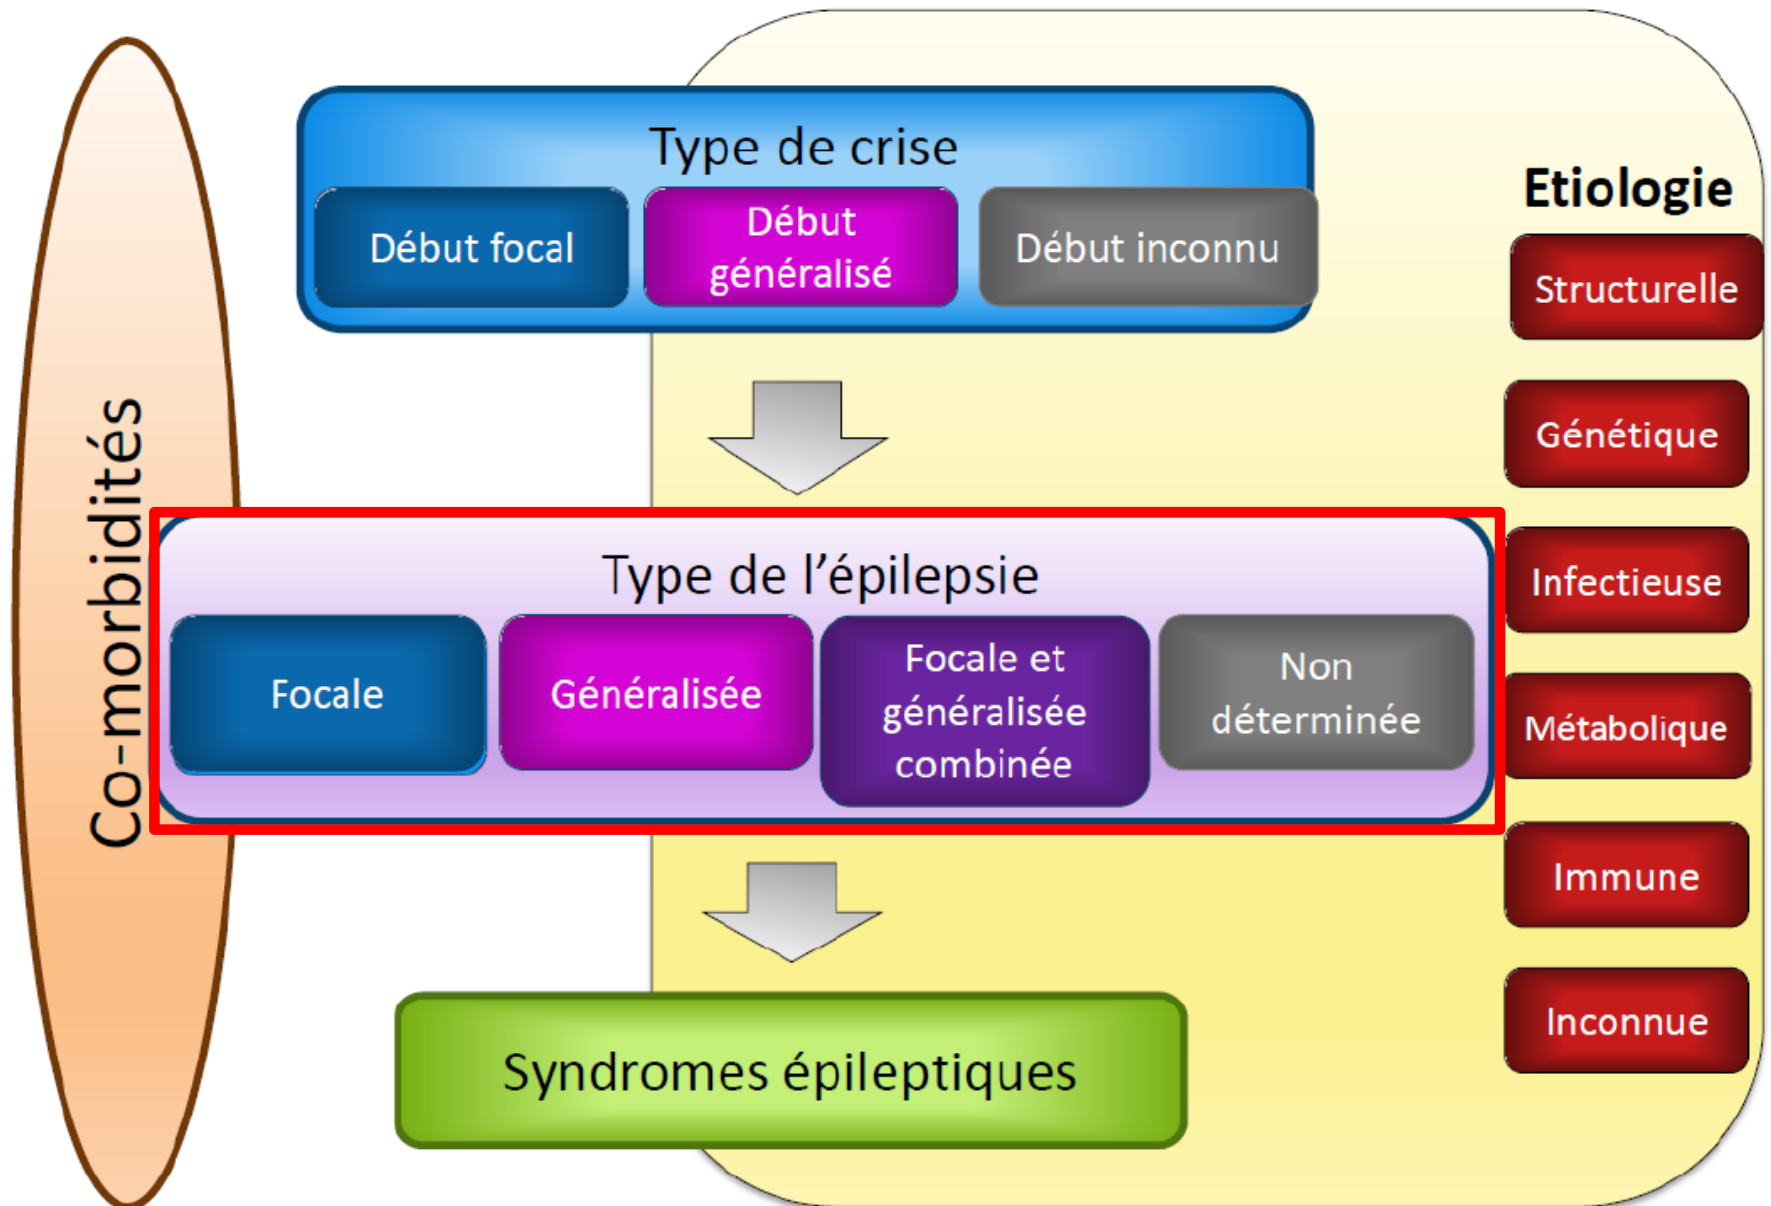 Co-morbidités
Type de crise
Début focal
Début
généralisé
Début inconnu
Type de l'épilepsie
Focale
Généralisée
Focale et
généralisée
combinée
Non
déterminée
Syndromes épileptiques
Etiologie
Structurelle
Génétique
Infectieuse
Métabolique
Immune
Inconnue